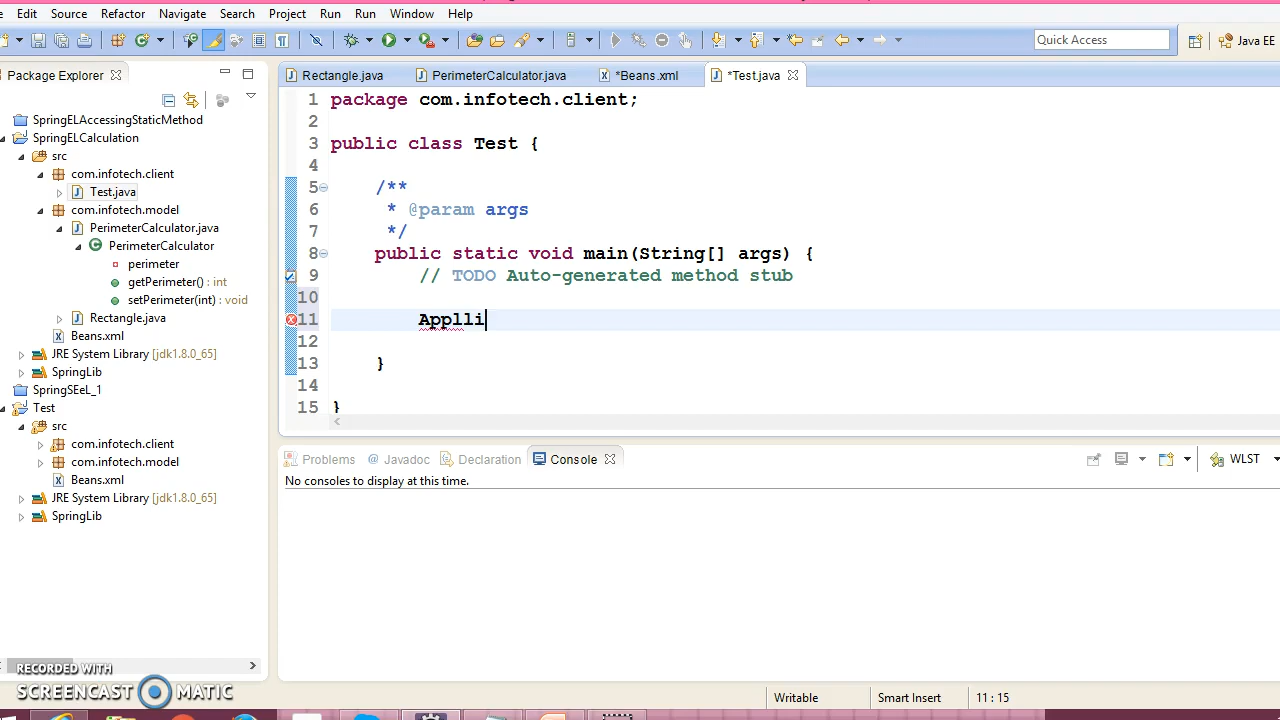 Edit Source Refactor Navigate Search Project Run Run Window Help
Quick Access
Java EE
Package Explorer
SpringELAccessingStaticMethod
SpringELCalculation
src
com.infotech.client
Test.java
com.infotech.model
PerimeterCalculator.java
PerimeterCalculator
perimeter
getPerimeter() : int
setPerimeter(int) : void
Rectangle.java
Beans.xml
JRE System Library [jdk1.8.0_65]
SpringLib
SpringSEeL_1
Test
src
com.infotech.client
com.infotech.model
Beans.xml
JRE System Library [jdk1.8.0_65]
SpringLib
Rectangle.java PerimeterCalculator.java *Beans.xml *Test.java
1 package com.infotech.client;
2
3 public class Test {
4
5 /**
6 * @param args
7 */
8 public static void main(String[] args) {
9 // TODO Auto-generated method stub
10
11 Applli
12
13 }
14
15 }
Problems Javadoc Declaration Console
WLST
No consoles to display at this time.
RECORDED WITH
SCREENCAST MATIC
Writable Smart Insert 11 : 15